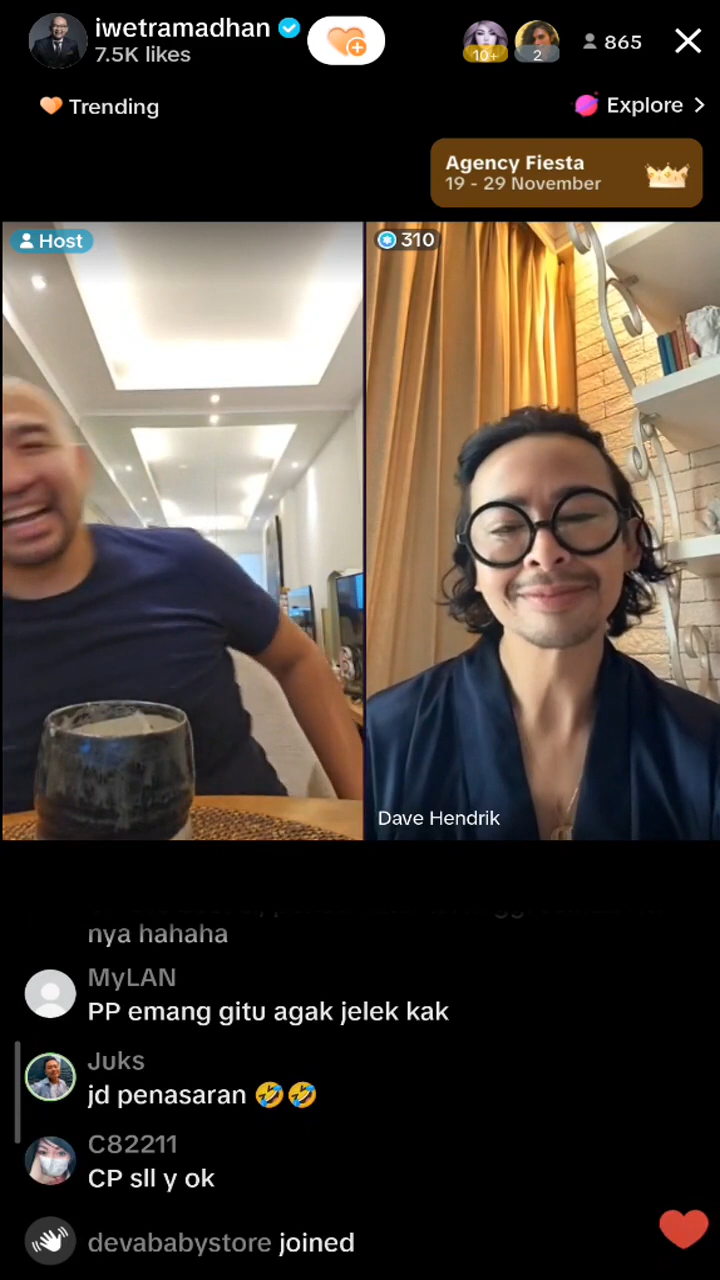 iwetramadhan
7.5K likes
10+
2
865
Trending
Explore
Agency Fiesta
19 - 29 November
Host
310
Dave Hendrik
nya hahaha
MyLAN
PP emang gitu agak jelek kak
Juks
jd penasaran 🤣🤣
C82211
CP sll y ok
devababystore joined